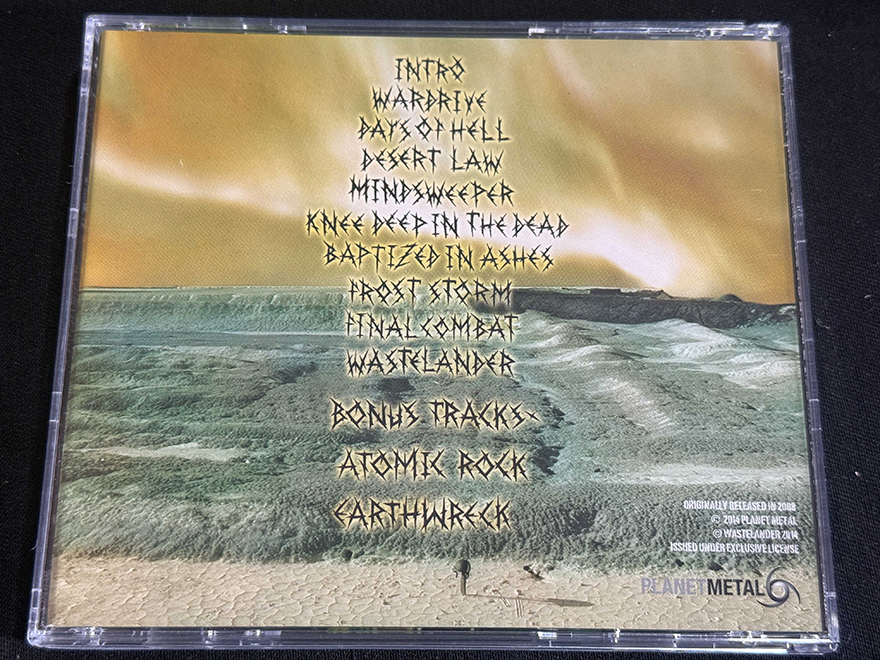 INTRO
WARDRIVE
DAYS OF HELL
DESERT LAW
MINDSWEEPER
KNEE DEEP IN THE DEAD
BAPTIZED IN ASHES
FROST STORM
FINAL COMBAT
WASTELANDER
BONUS TRACKS:
ATOMIC ROCK
EARTHWRECK
ORIGINALLY RELEASED IN 2008
© 2014 PLANET METAL
© WASTELANDER 2014
ISSUED UNDER EXCLUSIVE LICENSE
PLANETMETAL